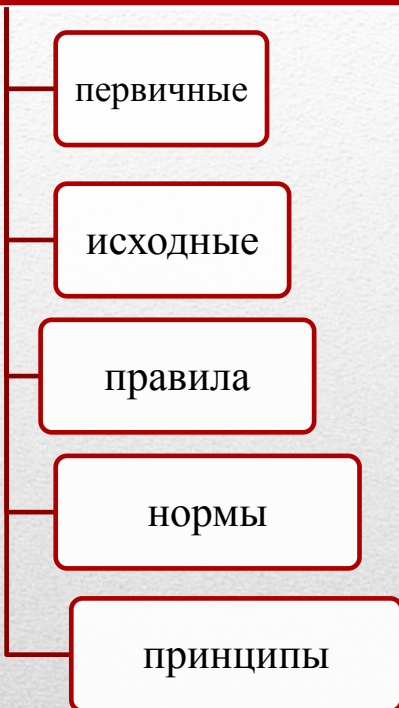 первичные
исходные
правила
нормы
принципы